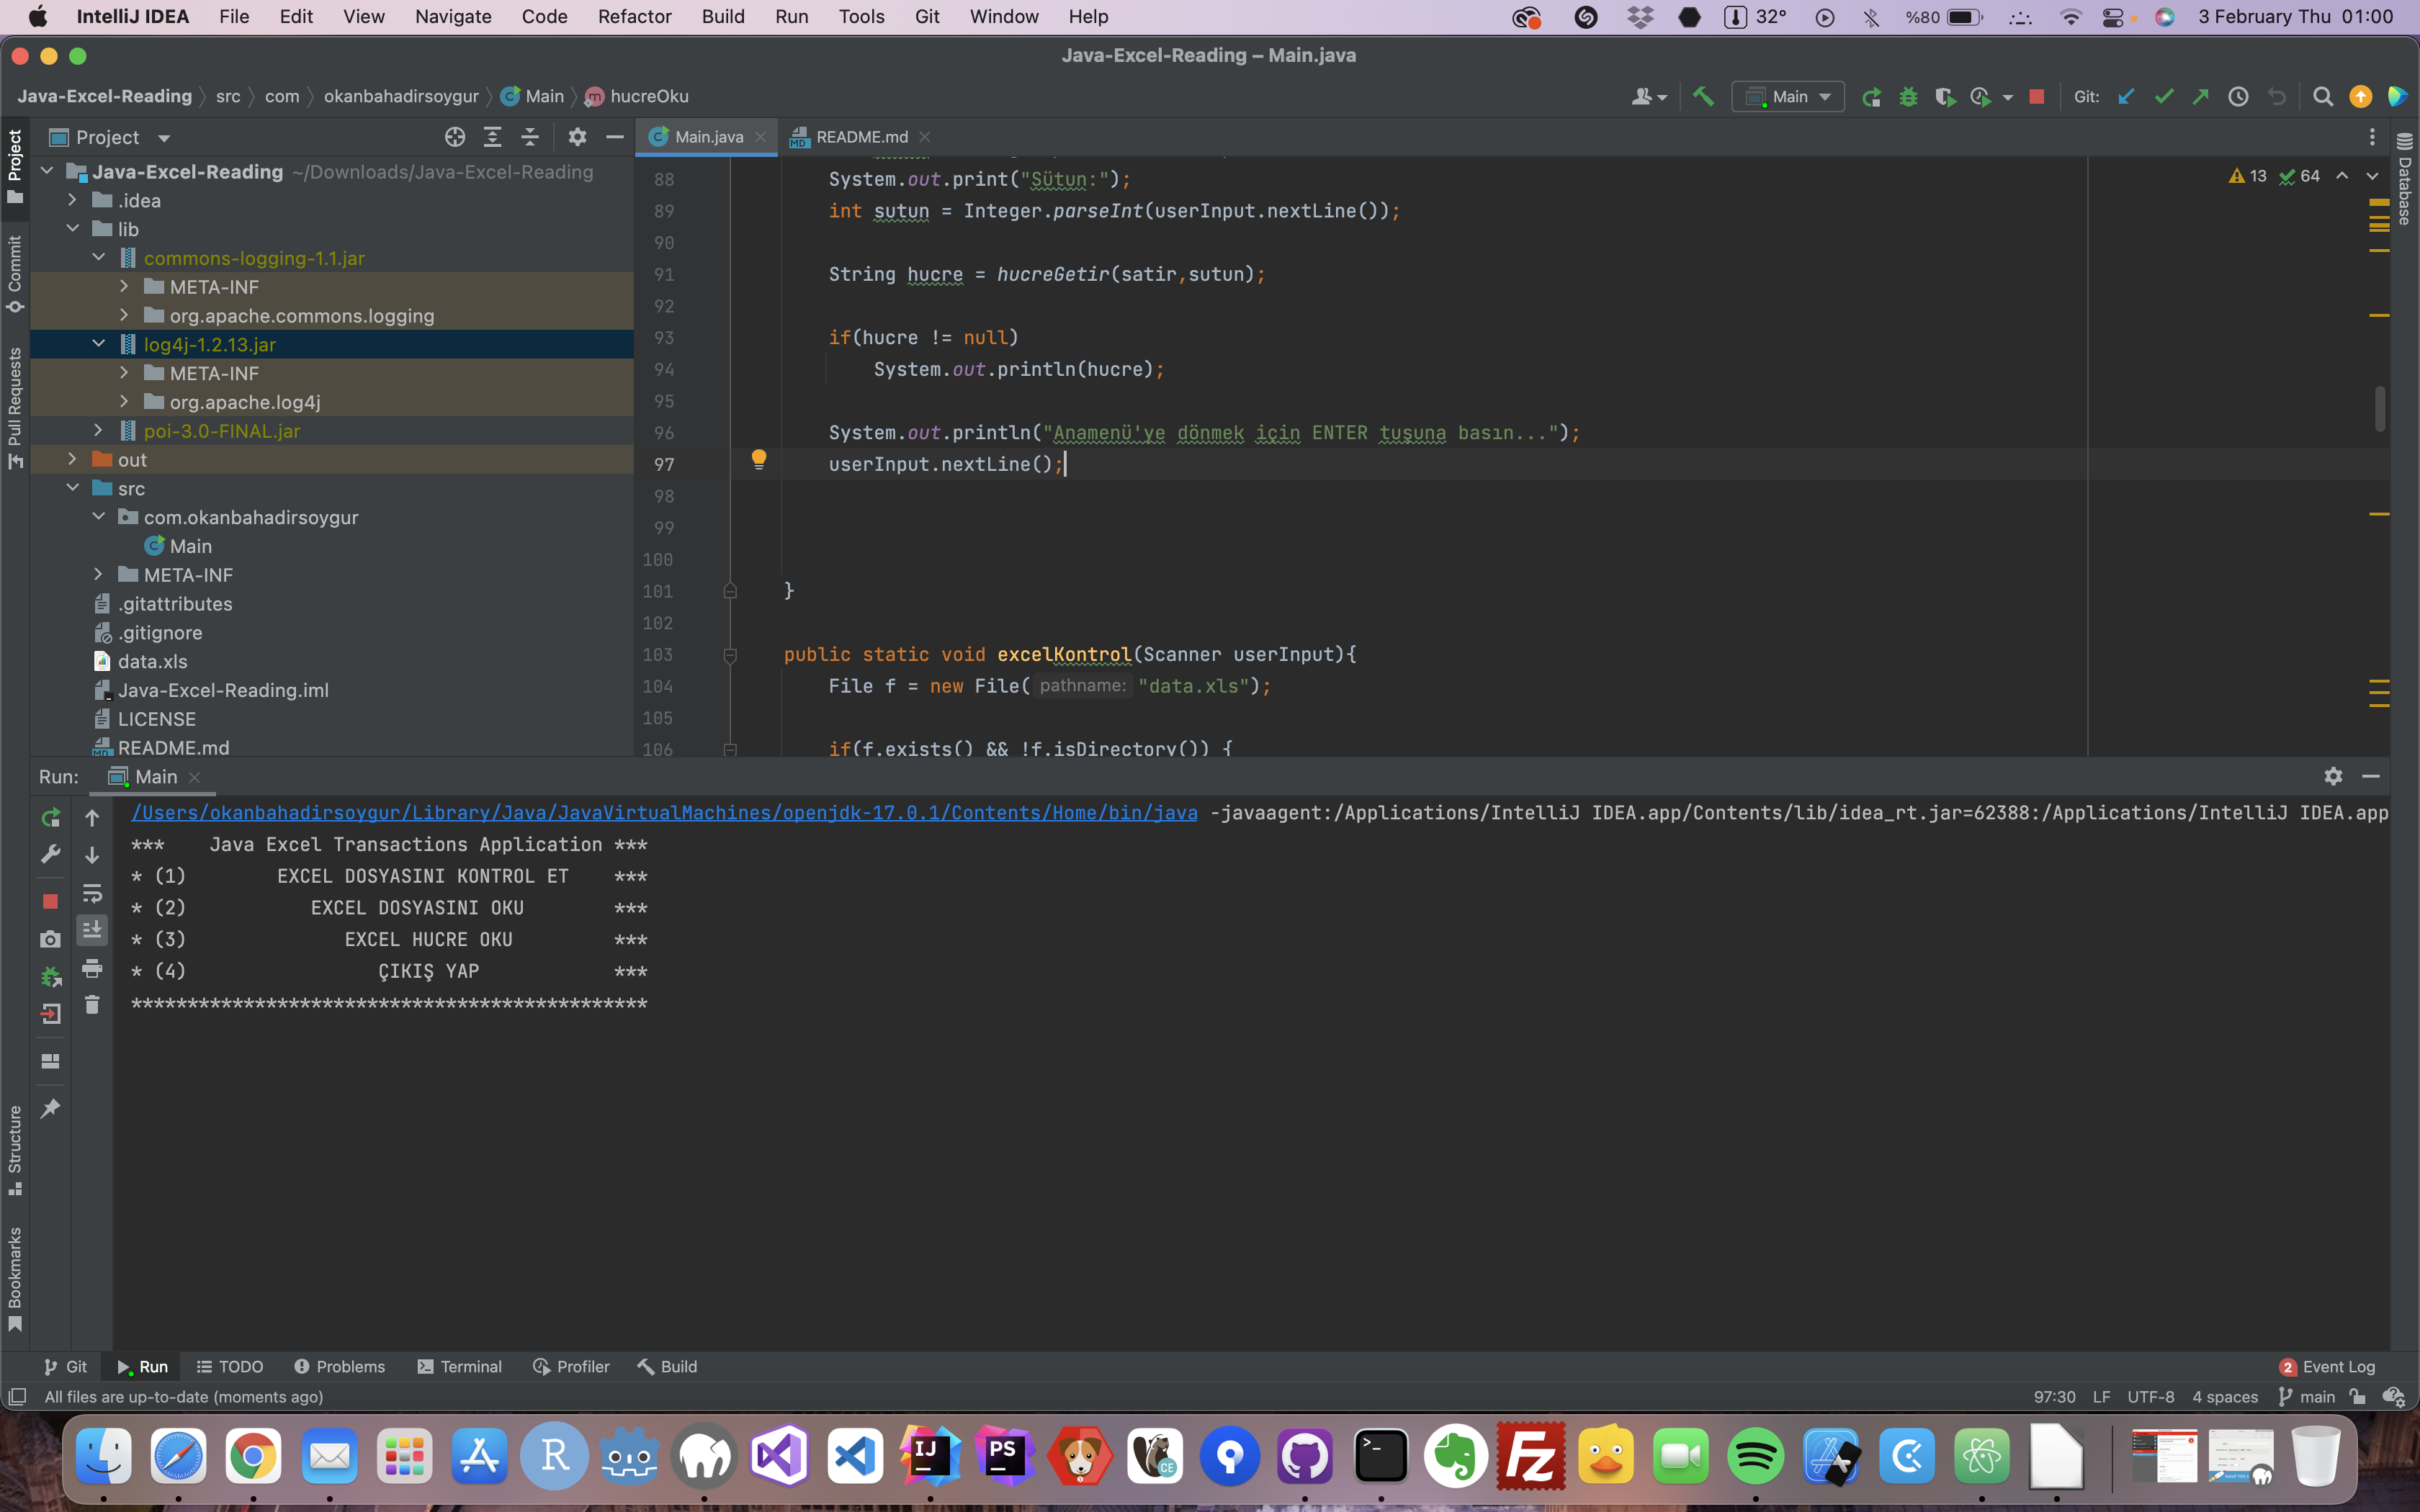 IntelliJ IDEA File Edit View Navigate Code Refactor Build Run Tools Git Window Help 32° %80 3 February Thu 01:00
Java-Excel-Reading – Main.java
Java-Excel-Reading src com okanbahadirsoygur Main hucreOku Main Git:
Project
Main.java README.md
Java-Excel-Reading ~/Downloads/Java-Excel-Reading
.idea
lib
commons-logging-1.1.jar
META-INF
org.apache.commons.logging
log4j-1.2.13.jar
META-INF
org.apache.log4j
poi-3.0-FINAL.jar
out
src
com.okanbahadirsoygur
Main
META-INF
.gitattributes
.gitignore
data.xls
Java-Excel-Reading.iml
LICENSE
README.md
Project
Commit
Pull Requests
Structure
Bookmarks
Database
13 64
88 System.out.print("Sütun:");
89 int sutun = Integer.parseInt(userInput.nextLine());
90
91 String hucre = hucreGetir(satir,sutun);
92
93 if(hucre != null)
94 System.out.println(hucre);
95
96 System.out.println("Anamenü'ye dönmek için ENTER tuşuna basın...");
97 userInput.nextLine();
98
99
100
101 }
102
103 public static void excelKontrol(Scanner userInput){
104 File f = new File( pathname: "data.xls");
105
106 if(f.exists() && !f.isDirectory()) {
Run: Main
/Users/okanbahadirsoygur/Library/Java/JavaVirtualMachines/openjdk-17.0.1/Contents/Home/bin/java -javaagent:/Applications/IntelliJ IDEA.app/Contents/lib/idea_rt.jar=62388:/Applications/IntelliJ IDEA.app
*** Java Excel Transactions Application ***
* (1) EXCEL DOSYASINI KONTROL ET ***
* (2) EXCEL DOSYASINI OKU ***
* (3) EXCEL HUCRE OKU ***
* (4) ÇIKIŞ YAP ***
**********************************************
Git Run TODO Problems Terminal Profiler Build 2 Event Log
All files are up-to-date (moments ago) 97:30 LF UTF-8 4 spaces main
R IJ PS CE >_ Fz